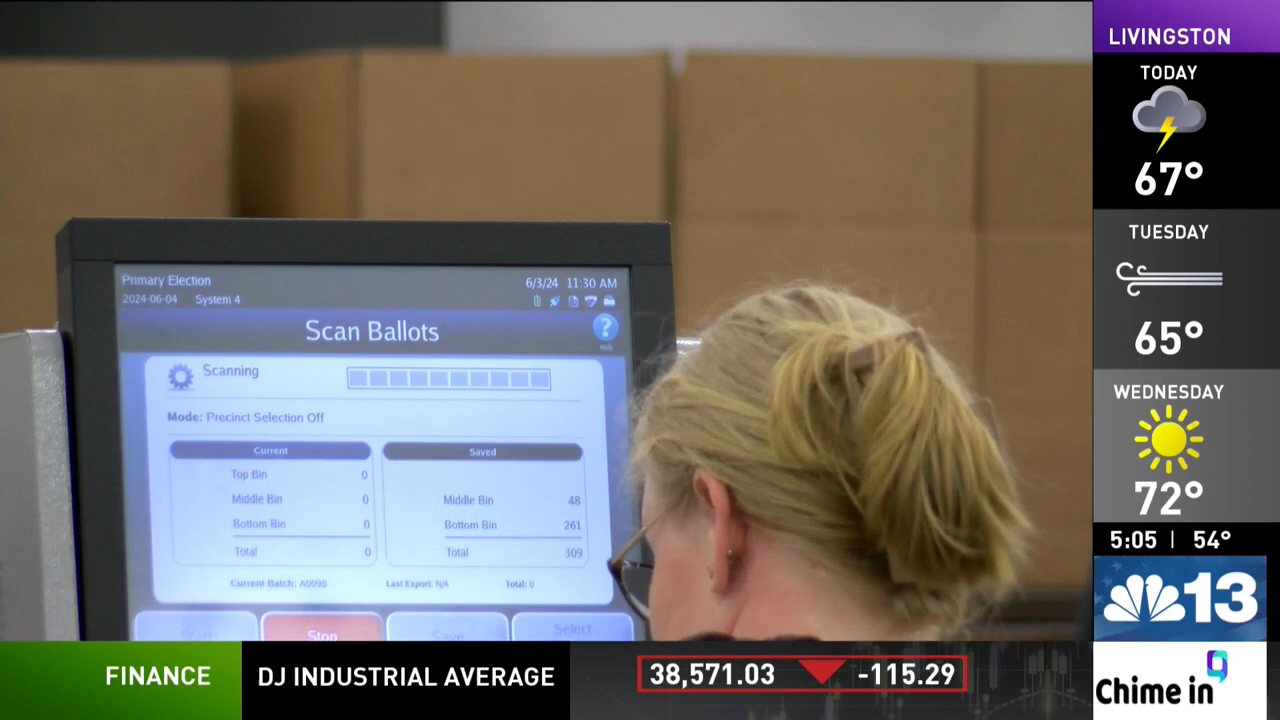 Primary Election
6/3/24 11:30 AM
2024-06-04 System 4
Scan Ballots
?
Help
Scanning
Mode: Precinct Selection Off
Current
Saved
Top Bin 0
Middle Bin 0
Middle Bin 48
Bottom Bin 0
Bottom Bin 261
Total 0
Total 309
Current Batch: A0098
Last Export: N/A
Total: 0
Start
Stop
Save
Select
LIVINGSTON
TODAY
67°
TUESDAY
65°
WEDNESDAY
72°
5:05 | 54°
13
Chime in
FINANCE
DJ INDUSTRIAL AVERAGE
38,571.03
-115.29